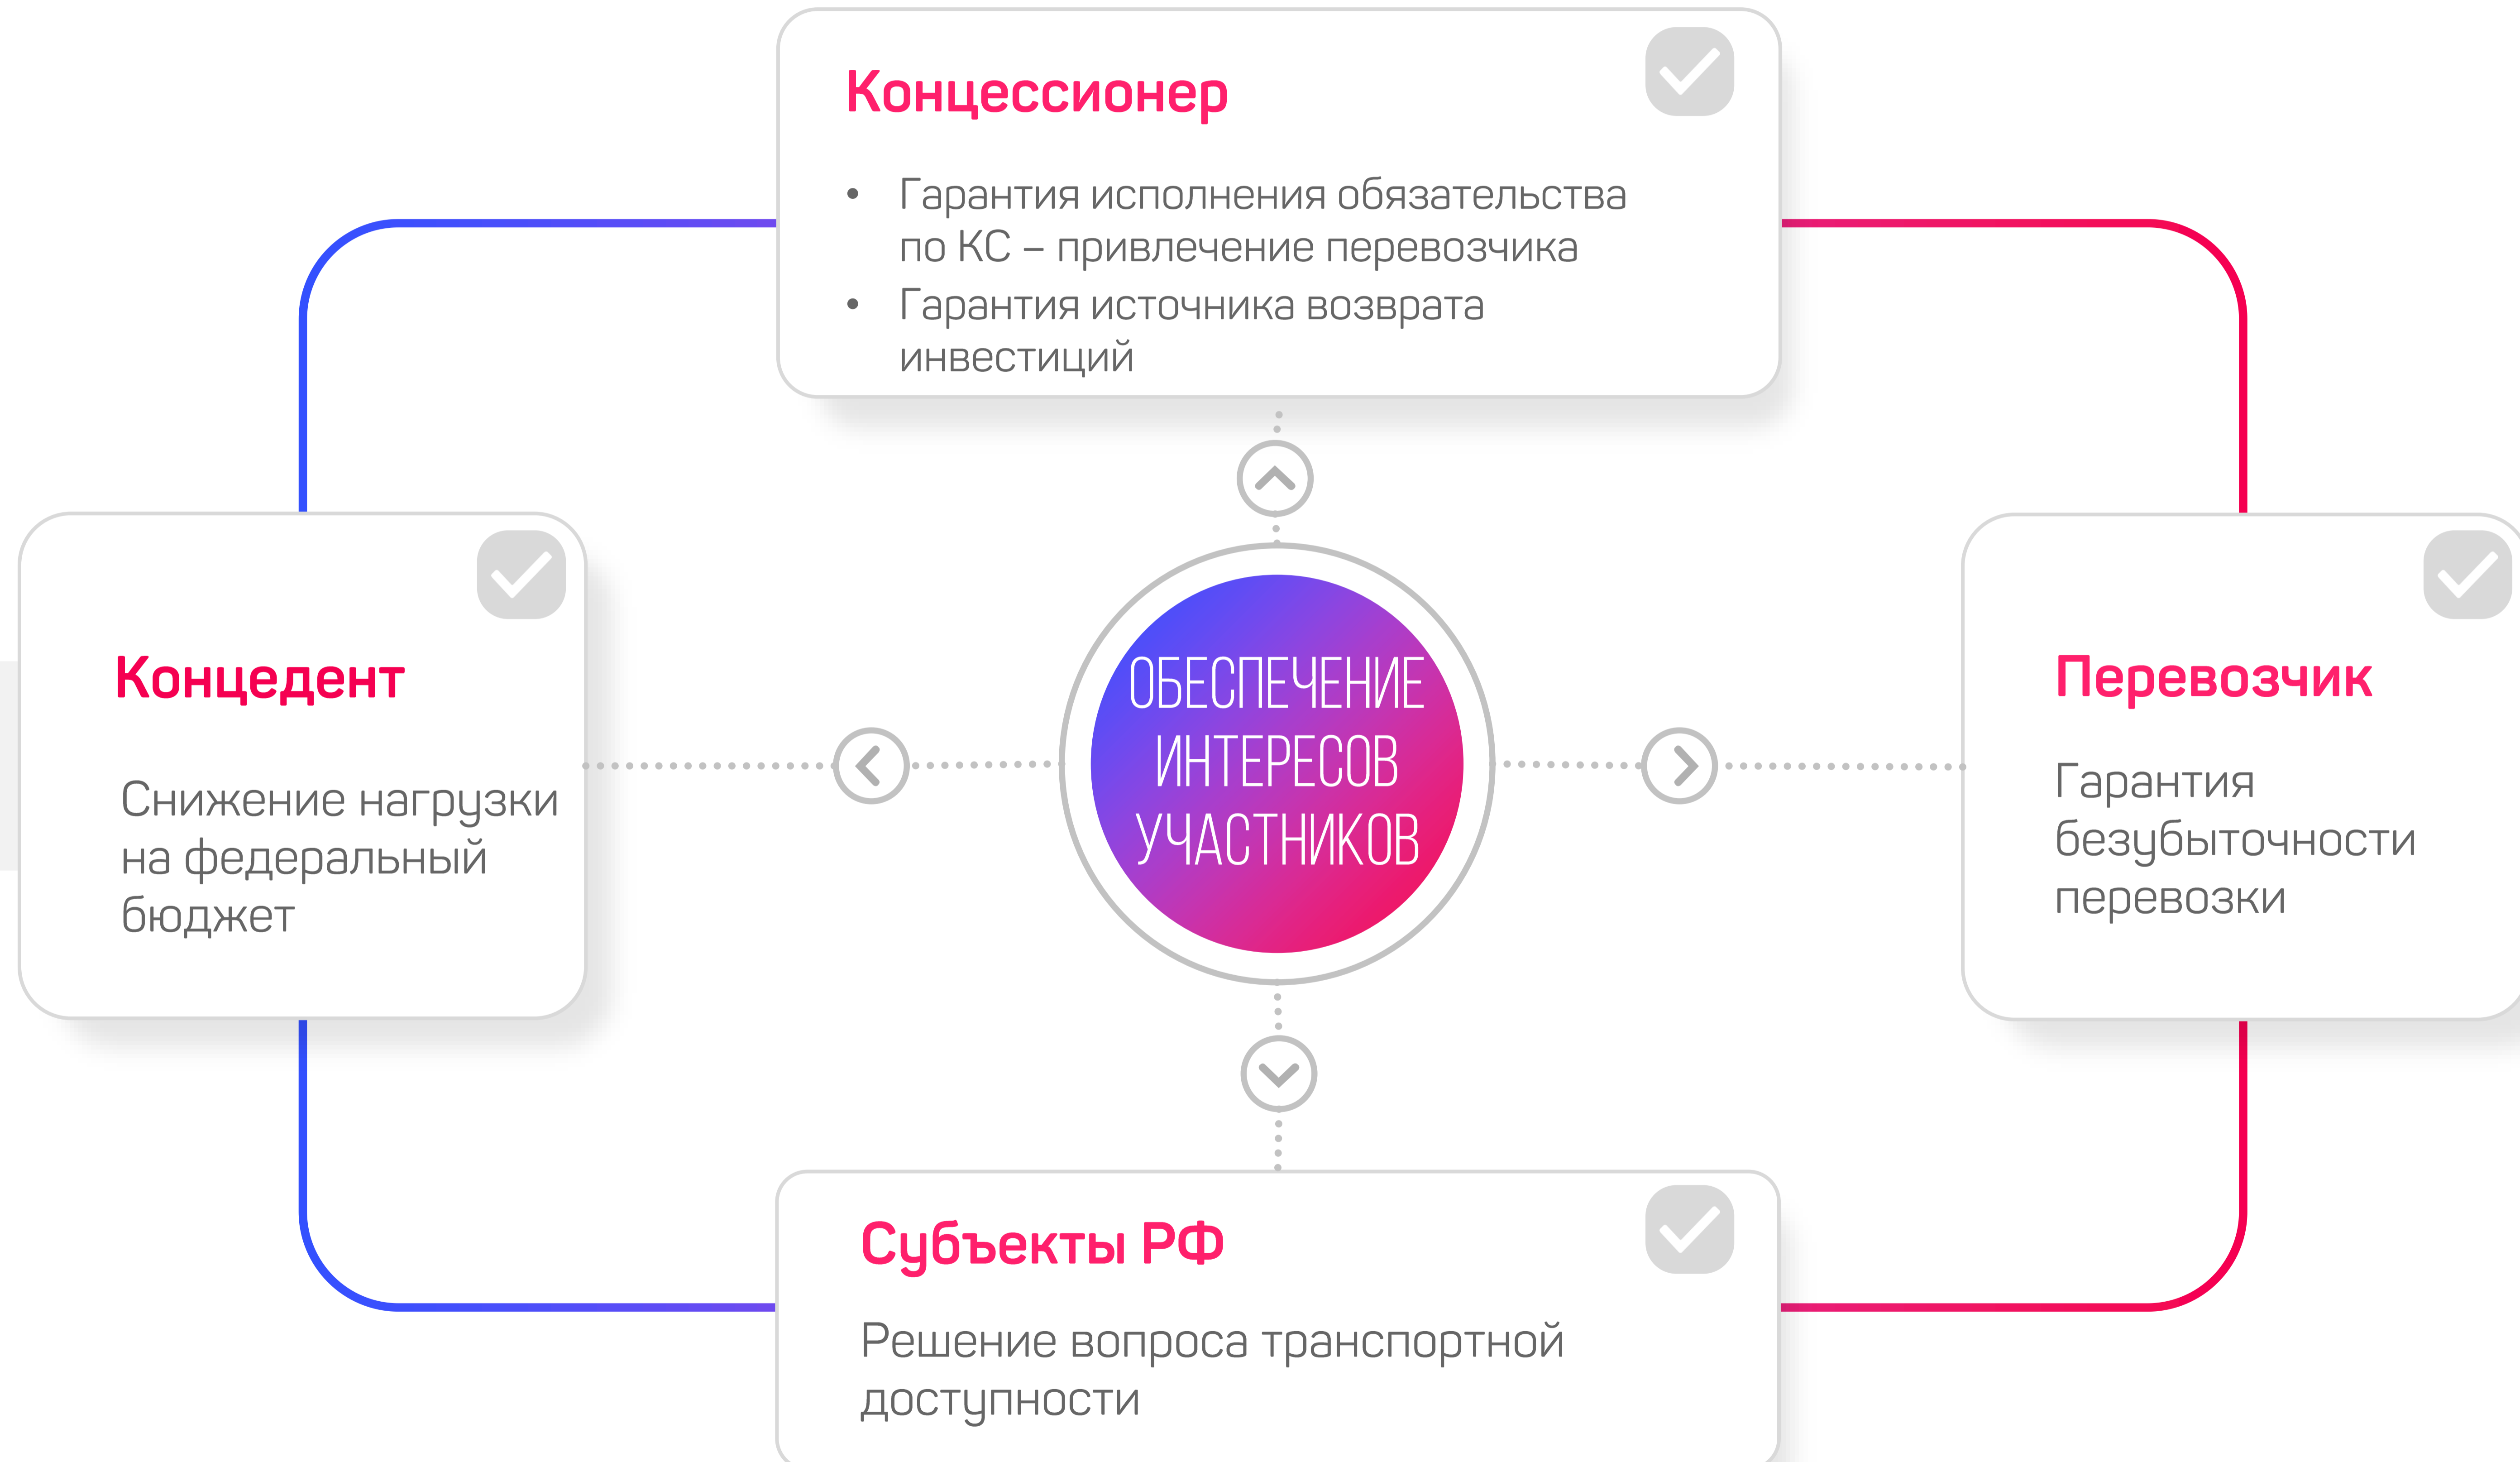 Концессионер
• Гарантия исполнения обязательства
по КС – привлечение перевозчика
• Гарантия источника возврата
инвестиций
Концедент
Снижение нагрузки
на федеральный
бюджет
ОБЕСПЕЧЕНИЕ
ИНТЕРЕСОВ
УЧАСТНИКОВ
Перевозчик
Гарантия
безубыточности
перевозки
Субъекты РФ
Решение вопроса транспортной
доступности